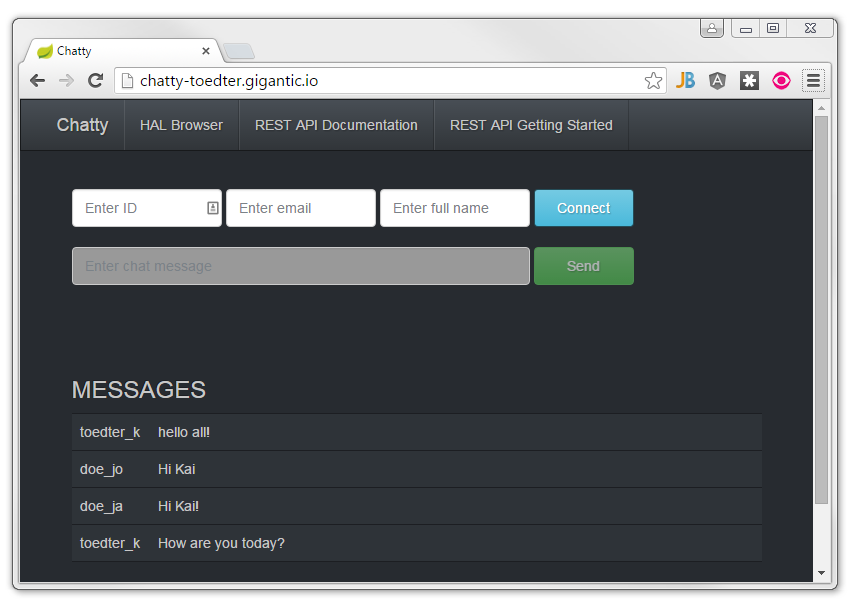 Chatty
chatty-toedter.gigantic.io
JB
A
Chatty HAL Browser REST API Documentation REST API Getting Started
Enter ID Enter email Enter full name Connect
Enter chat message Send
MESSAGES
toedter_k hello all!
doe_jo Hi Kai
doe_ja Hi Kai!
toedter_k How are you today?